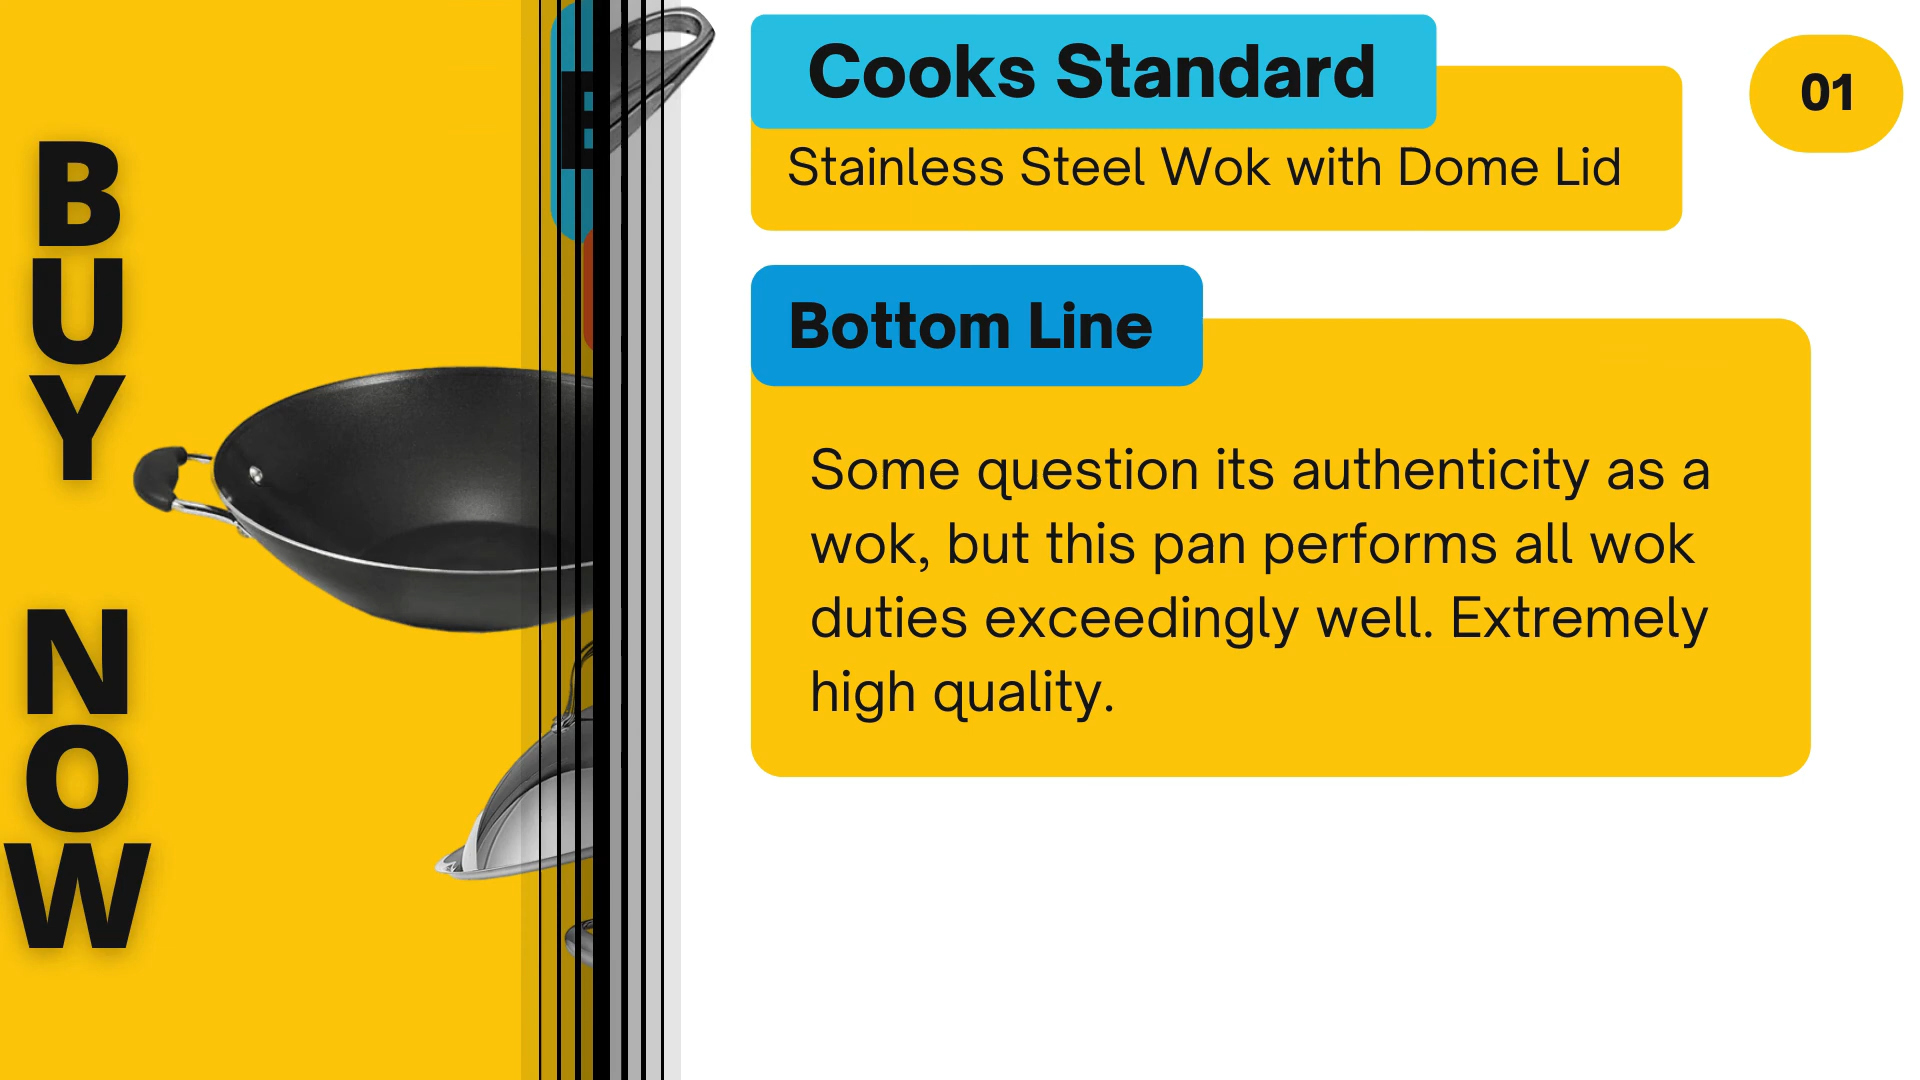 BUY
NOW
Cooks Standard
Stainless Steel Wok with Dome Lid
01
Bottom Line
Some question its authenticity as a
wok, but this pan performs all wok
duties exceedingly well. Extremely
high quality.